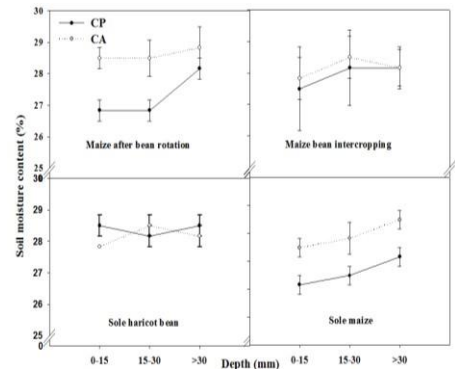 30
29
28
27
26
25
CP
CA
Maize after bean rotation
Maize bean intercropping
Soil moisture content (%)
30
28
27
26
25
0
Sole haricot bean
Sole maize
0-15 15-30 >30 0-15 15-30 >30
Depth (mm)